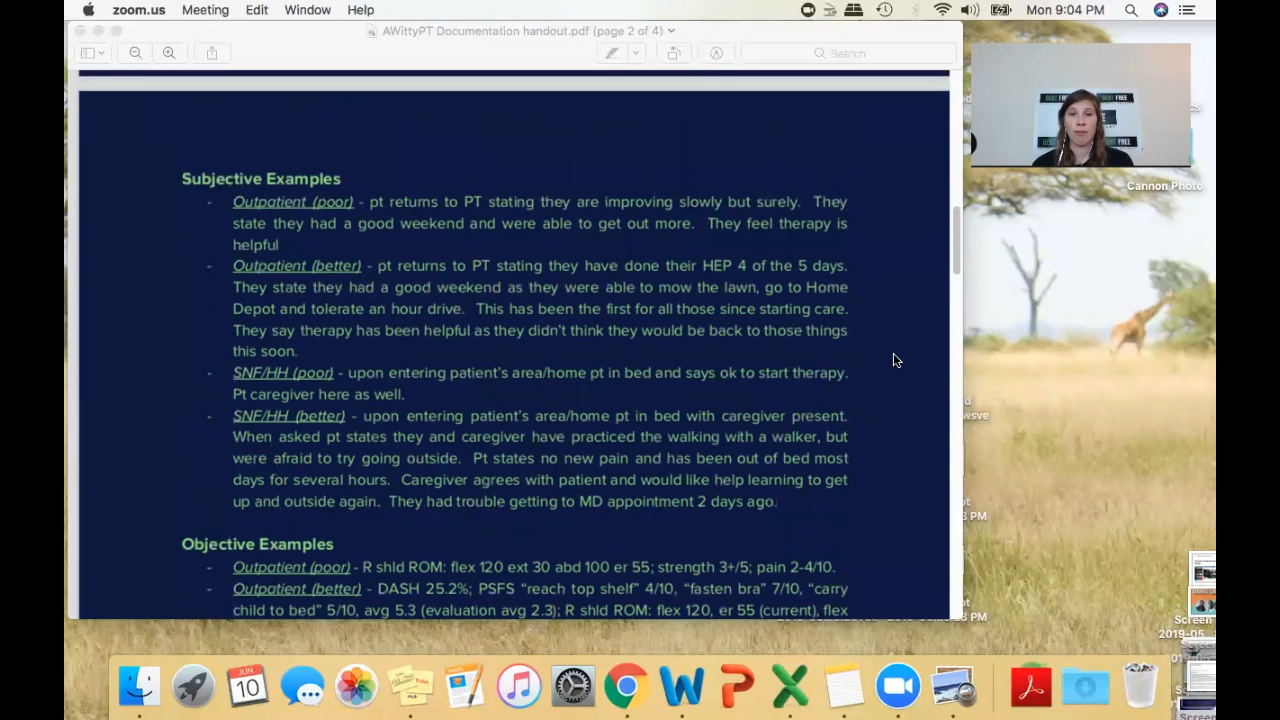 zoom.us Meeting Edit Window Help Mon 9:04 PM
AWittyPT Documentation handout.pdf (page 2 of 4)
Search
DEBT FREE
Cannon Photo
Subjective Examples
- Outpatient (poor) - pt returns to PT stating they are improving slowly but surely. They
state they had a good weekend and were able to get out more. They feel therapy is
helpful
- Outpatient (better) - pt returns to PT stating they have done their HEP 4 of the 5 days.
They state they had a good weekend as they were able to mow the lawn, go to Home
Depot and tolerate an hour drive. This has been the first for all those since starting care.
They say therapy has been helpful as they didn't think they would be back to those things
this soon.
- SNF/HH (poor) - upon entering patient's area/home pt in bed and says ok to start therapy.
Pt caregiver here as well.
- SNF/HH (better) - upon entering patient's area/home pt in bed with caregiver present.
When asked pt states they and caregiver have practiced the walking with a walker, but
were afraid to try going outside. Pt states no new pain and has been out of bed most
days for several hours. Caregiver agrees with patient and would like help learning to get
up and outside again. They had trouble getting to MD appointment 2 days ago.
Objective Examples
- Outpatient (poor) - R shld ROM: flex 120 ext 30 abd 100 er 55; strength 3+/5; pain 2-4/10.
- Outpatient (better) - DASH 25.2%; PSFS "reach top shelf" 4/10, "fasten bra" 7/10, "carry
child to bed" 5/10, avg 5.3 (evaluation avg 2.3); R shld ROM: flex 120, er 55 (current), flex
Screen
2019-05...
JUN
10